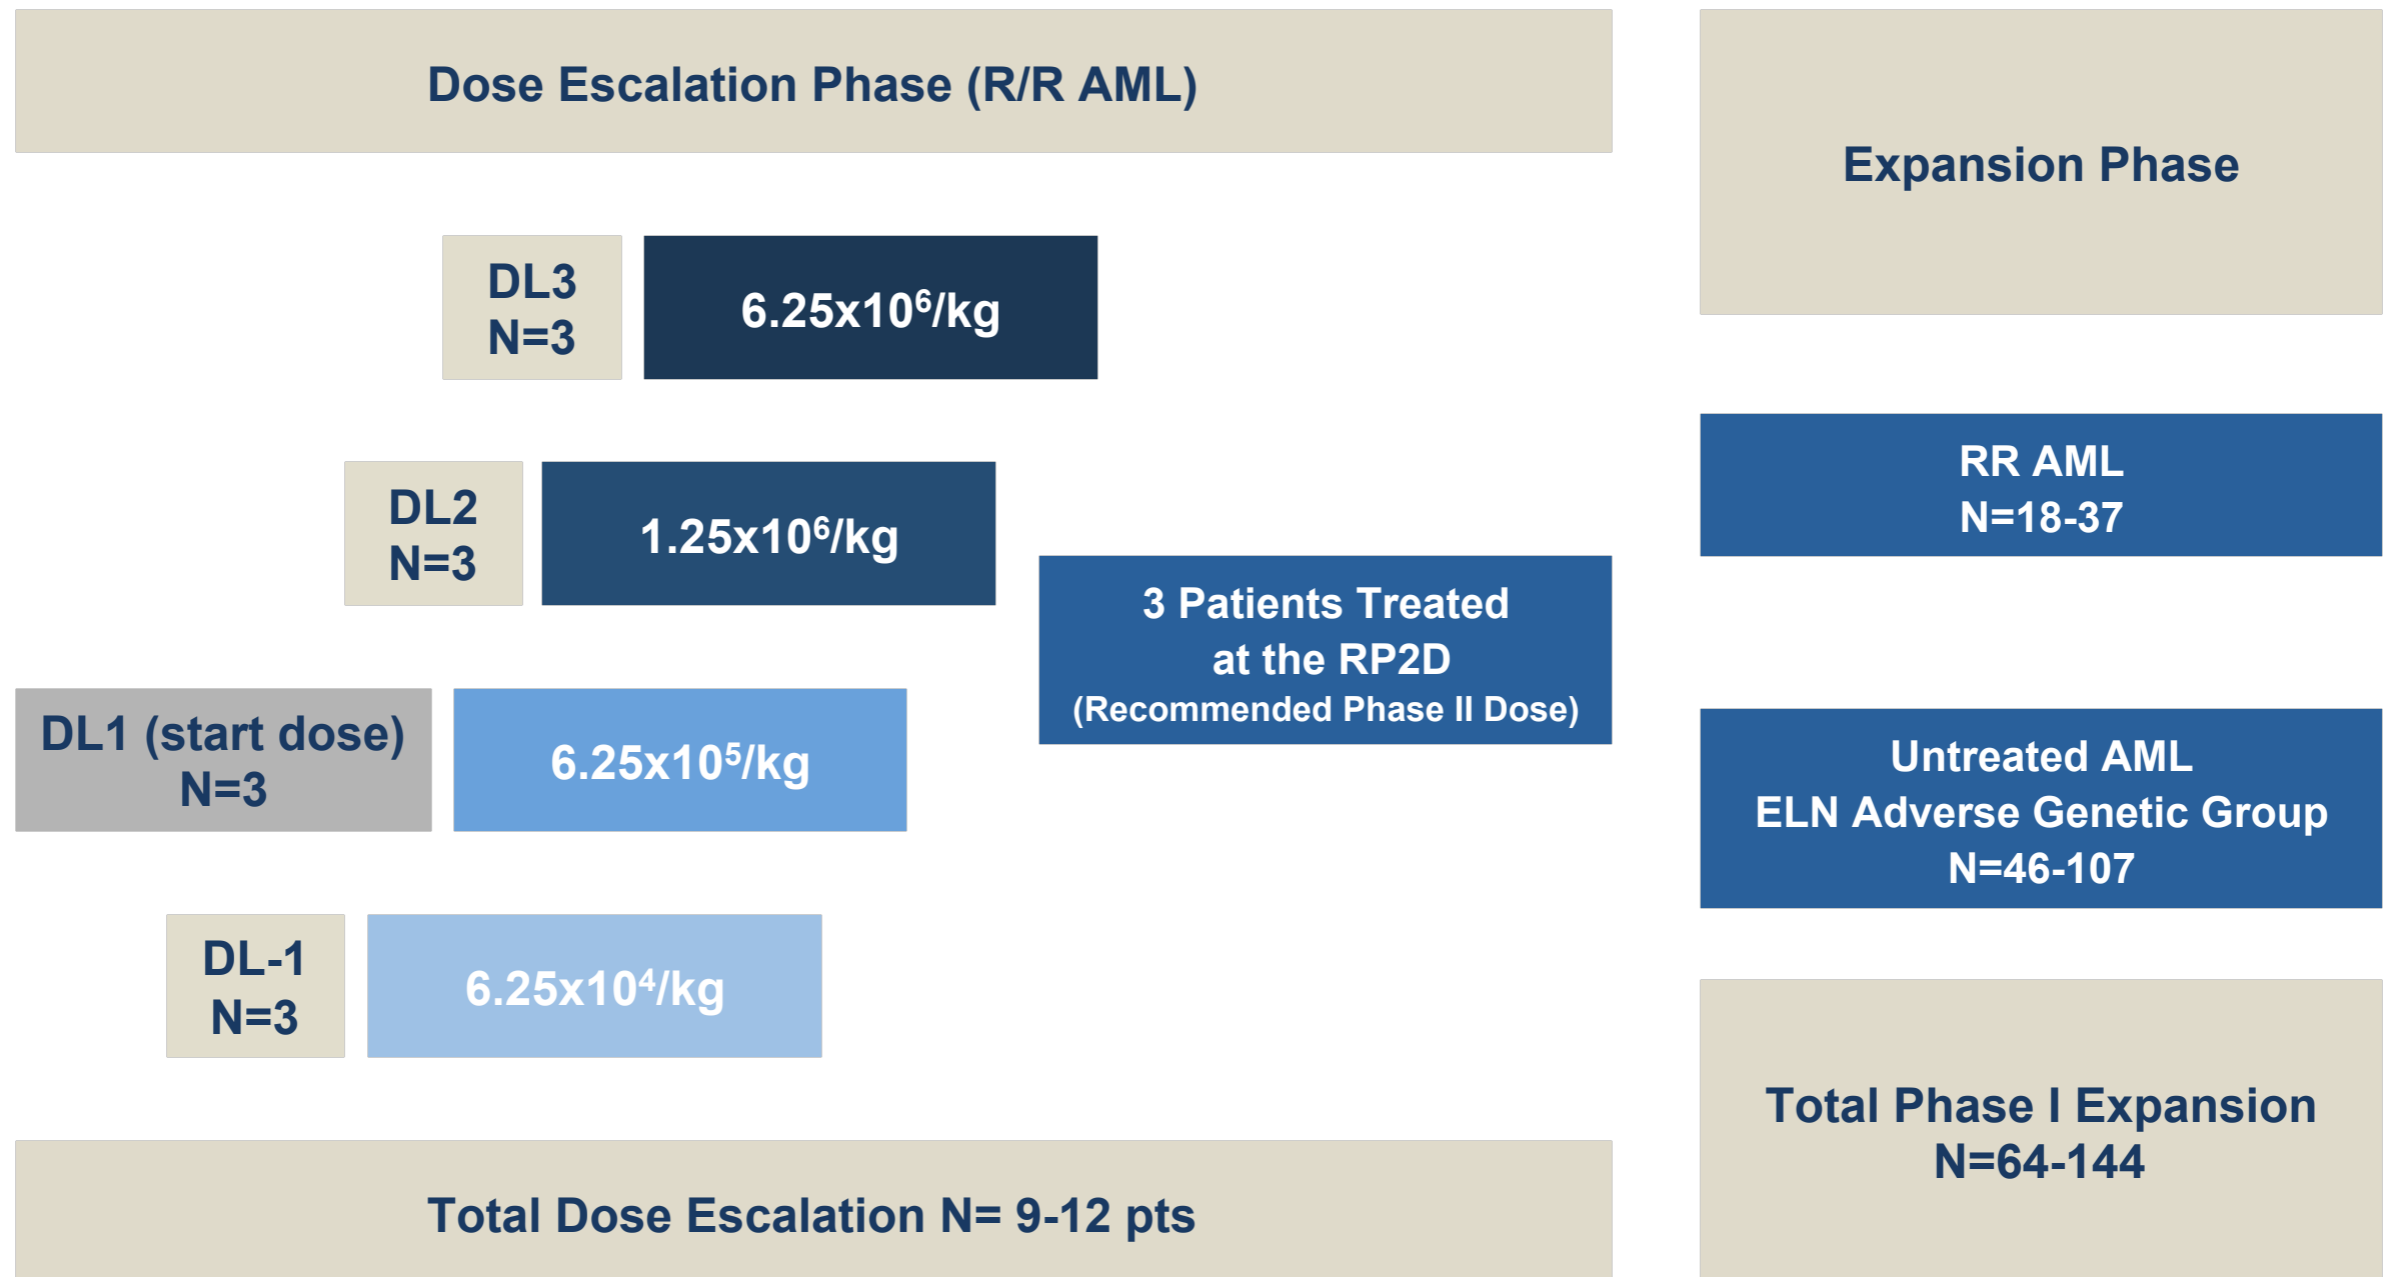 Dose Escalation Phase (R/R AML)
DL3
N=3
6.25x10⁶/kg
DL2
N=3
1.25x10⁶/kg
3 Patients Treated
at the RP2D
(Recommended Phase II Dose)
DL1 (start dose)
N=3
6.25x10⁵/kg
DL-1
N=3
6.25x10⁴/kg
Total Dose Escalation N= 9-12 pts
Expansion Phase
RR AML
N=18-37
Untreated AML
ELN Adverse Genetic Group
N=46-107
Total Phase I Expansion
N=64-144